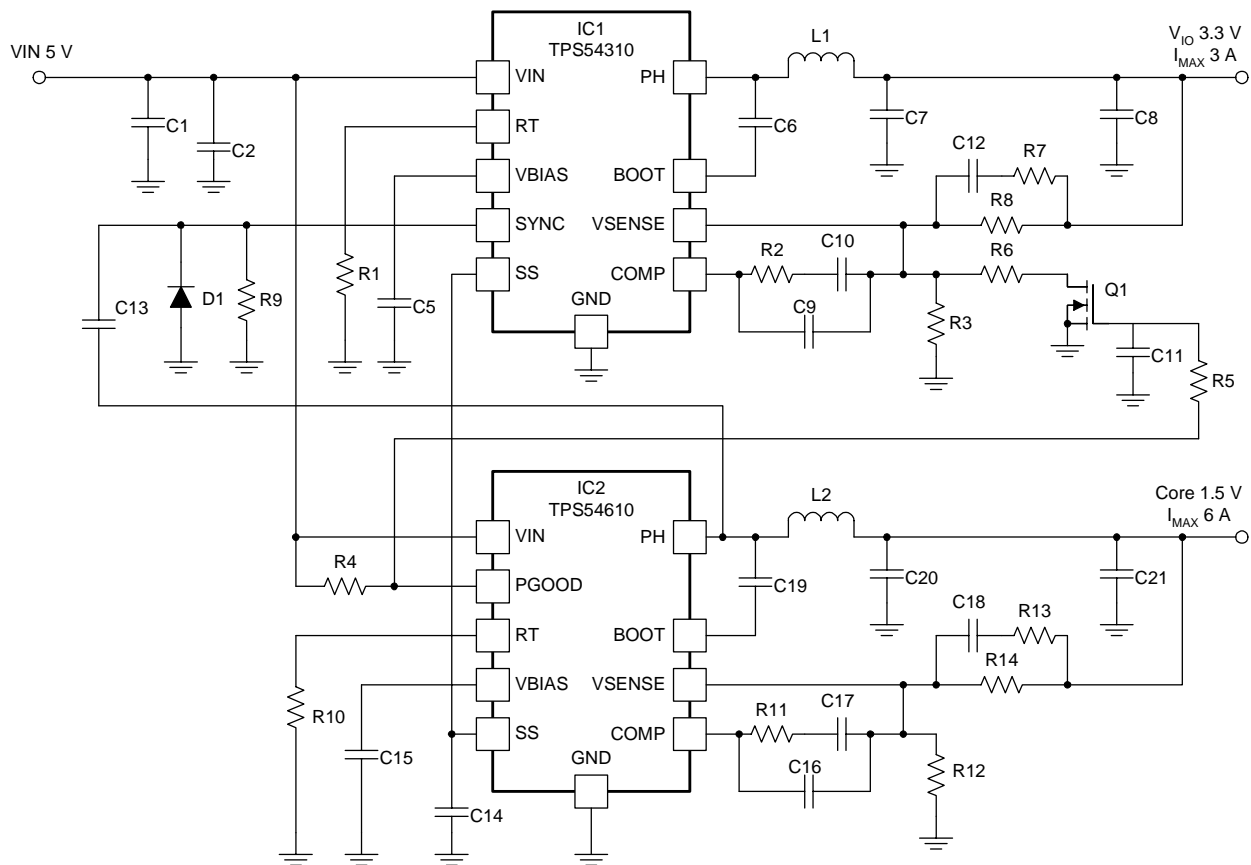 VIN 5 V
IC1
TPS54310
VIN
RT
VBIAS
SYNC
SS
GND
PH
BOOT
VSENSE
COMP
L1
V_IO 3.3 V
I_MAX 3 A
C1
C2
C6
C7
C8
C12
R7
R8
R2
C10
R6
C9
R3
Q1
C11
R5
C13
D1
R9
R1
C5
IC2
TPS54610
VIN
PGOOD
RT
VBIAS
SS
GND
PH
BOOT
VSENSE
COMP
L2
Core 1.5 V
I_MAX 6 A
R4
C19
C20
C21
C18
R13
R14
R11
C17
C16
R12
R10
C15
C14